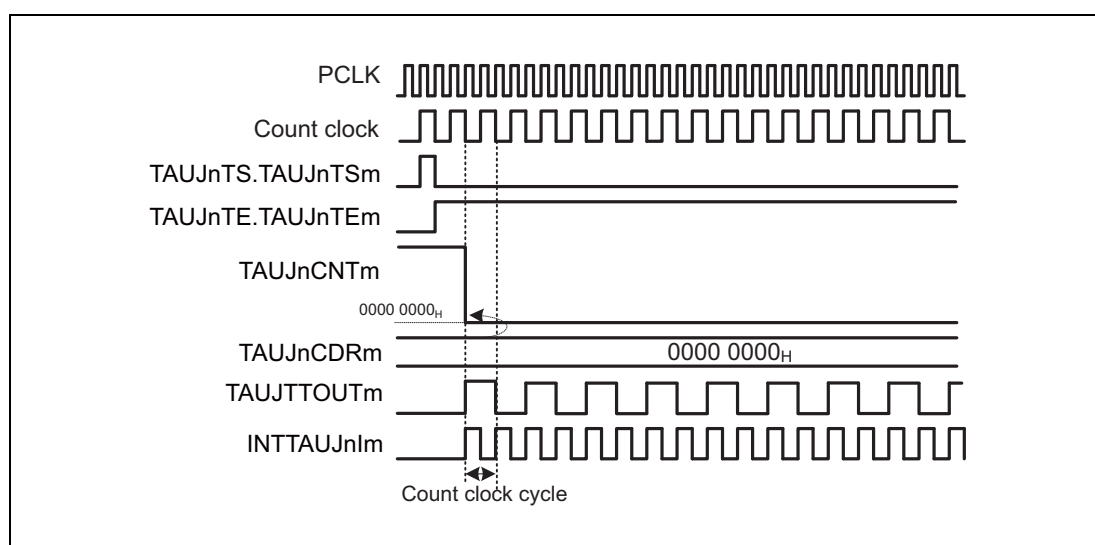 PCLK
Count clock
TAUJnTS.TAUJnTSm
TAUJnTE.TAUJnTEm
TAUJnCNTm
0000 0000H
TAUJnCDRm
0000 0000H
TAUJTTOUTm
INTTAUJnIm
Count clock cycle